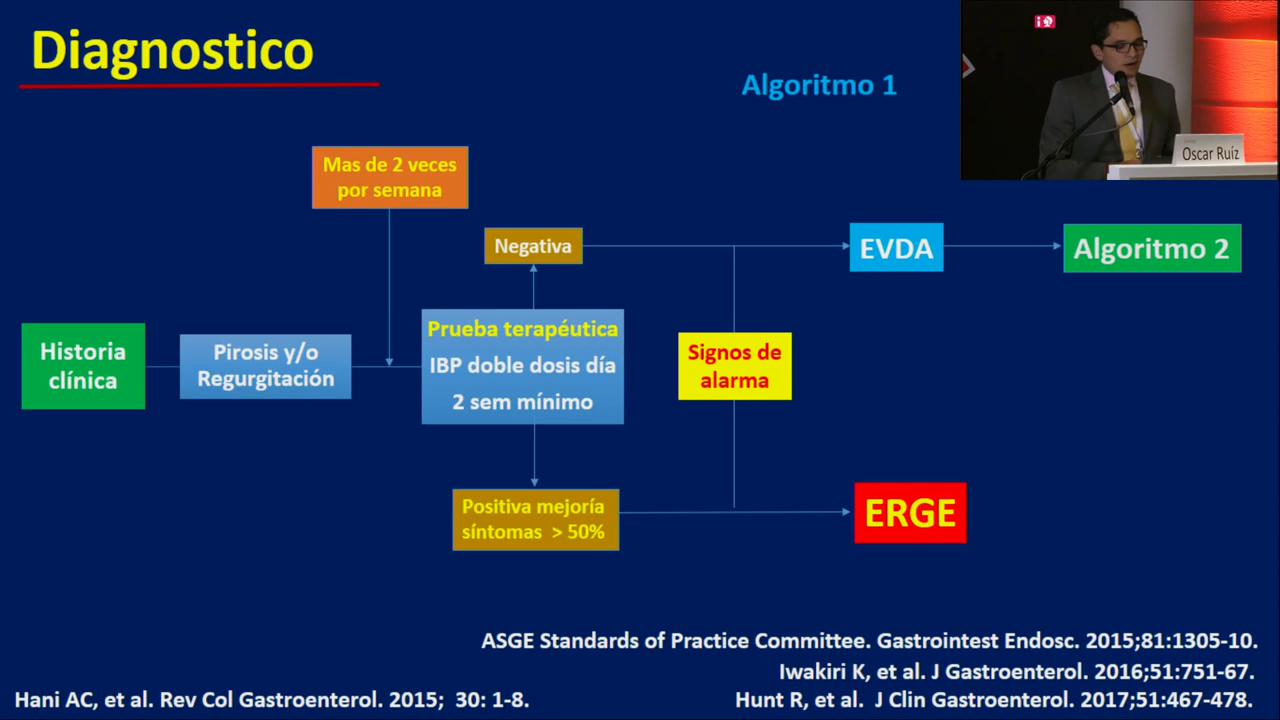 Diagnostico
Algoritmo 1
Oscar Ruíz
Mas de 2 veces
por semana
Negativa
EVDA
Algoritmo 2
Historia
clínica
Pirosis y/o
Regurgitación
Prueba terapéutica
IBP doble dosis día
2 sem mínimo
Signos de
alarma
Positiva mejoría
síntomas > 50%
ERGE
ASGE Standards of Practice Committee. Gastrointest Endosc. 2015;81:1305-10.
Iwakiri K, et al. J Gastroenterol. 2016;51:751-67.
Hani AC, et al. Rev Col Gastroenterol. 2015; 30: 1-8.
Hunt R, et al. J Clin Gastroenterol. 2017;51:467-478.